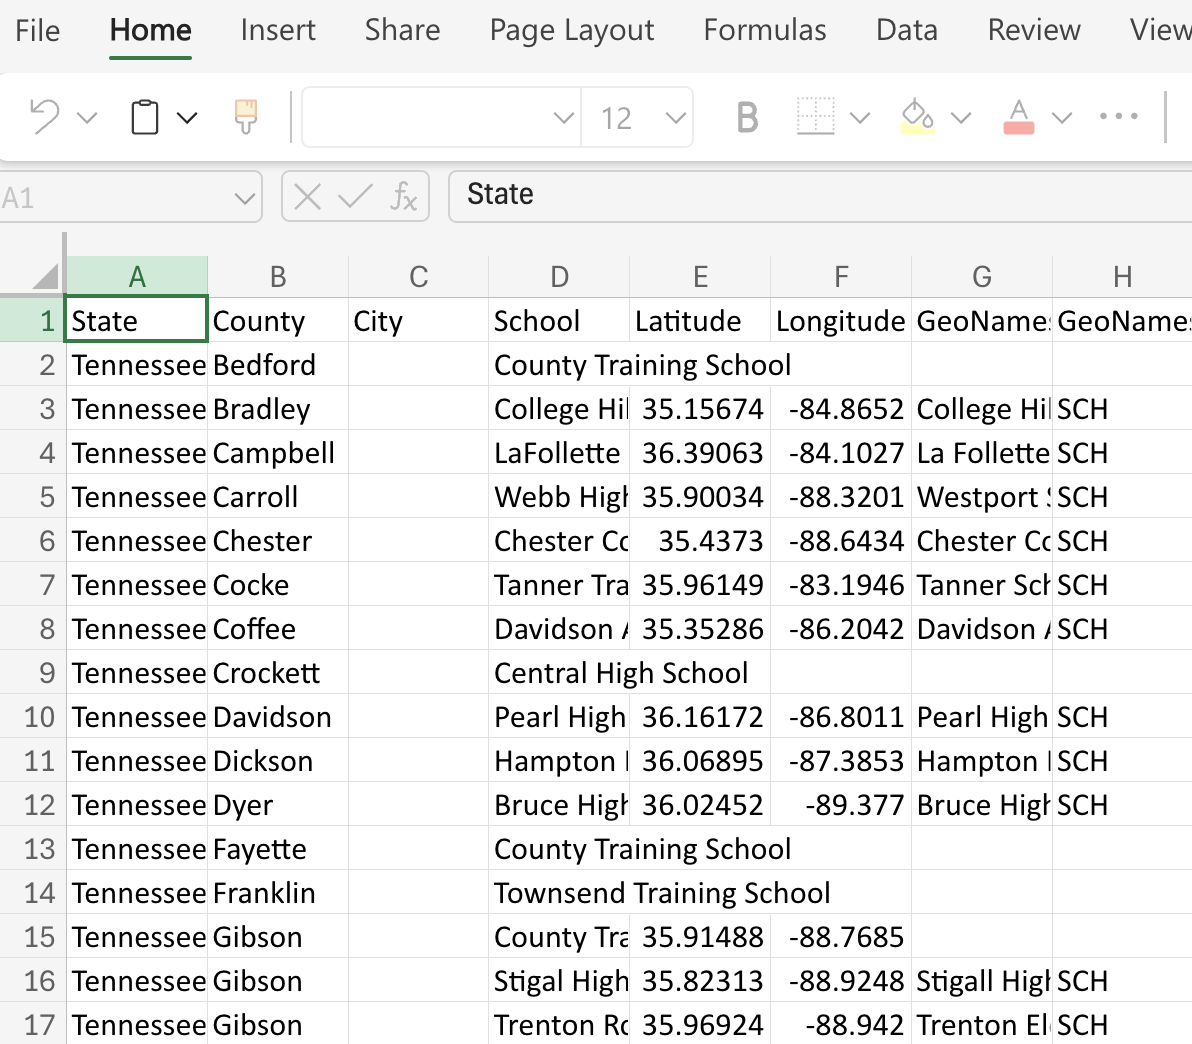 File Home Insert Share Page Layout Formulas Data Review View
12 B A
A1 fx State
A B C D E F G H
1 State County City School Latitude Longitude GeoNames GeoNames
2 Tennessee Bedford County Training School
3 Tennessee Bradley College Hil 35.15674 -84.8652 College Hil SCH
4 Tennessee Campbell LaFollette 36.39063 -84.1027 La Follette SCH
5 Tennessee Carroll Webb High 35.90034 -88.3201 Westport SCH
6 Tennessee Chester Chester Co 35.4373 -88.6434 Chester Co SCH
7 Tennessee Cocke Tanner Tra 35.96149 -83.1946 Tanner Sch SCH
8 Tennessee Coffee Davidson 35.35286 -86.2042 Davidson SCH
9 Tennessee Crockett Central High School
10 Tennessee Davidson Pearl High 36.16172 -86.8011 Pearl High SCH
11 Tennessee Dickson Hampton 36.06895 -87.3853 Hampton SCH
12 Tennessee Dyer Bruce High 36.02452 -89.377 Bruce High SCH
13 Tennessee Fayette County Training School
14 Tennessee Franklin Townsend Training School
15 Tennessee Gibson County Tra 35.91488 -88.7685
16 Tennessee Gibson Stigal High 35.82313 -88.9248 Stigall High SCH
17 Tennessee Gibson Trenton Ro 35.96924 -88.942 Trenton El SCH